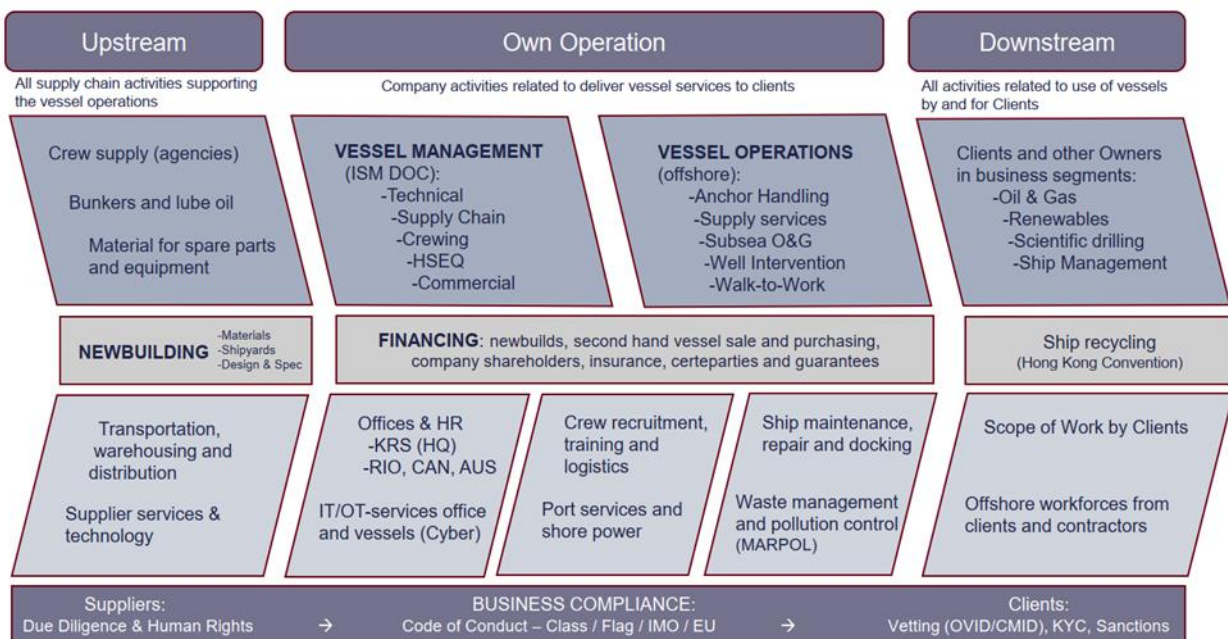 Upstream
Own Operation
Downstream
All supply chain activities supporting
the vessel operations
Company activities related to deliver vessel services to clients
All activities related to use of vessels
by and for Clients
Crew supply (agencies)
Bunkers and lube oil
Material for spare parts
and equipment
VESSEL MANAGEMENT
(ISM DOC):
-Technical
-Supply Chain
-Crewing
-HSEQ
-Commercial
VESSEL OPERATIONS
(offshore):
-Anchor Handling
-Supply services
-Subsea O&G
-Well Intervention
-Walk-to-Work
Clients and other Owners
in business segments:
-Oil & Gas
-Renewables
-Scientific drilling
-Ship Management
NEWBUILDING
-Materials
-Shipyards
-Design & Spec
FINANCING: newbuilds, second hand vessel sale and purchasing,
company shareholders, insurance, certeparties and guarantees
Ship recycling
(Hong Kong Convention)
Transportation,
warehousing and
distribution
Supplier services &
technology
Offices & HR
-KRS (HQ)
-RIO, CAN, AUS
IT/OT-services office
and vessels (Cyber)
Crew recruitment,
training and
logistics
Port services and
shore power
Ship maintenance,
repair and docking
Waste management
and pollution control
(MARPOL)
Scope of Work by Clients
Offshore workforces from
clients and contractors
Suppliers:
Due Diligence & Human Rights
→
BUSINESS COMPLIANCE:
Code of Conduct – Class / Flag / IMO / EU
→
Clients:
Vetting (OVID/CMID), KYC, Sanctions